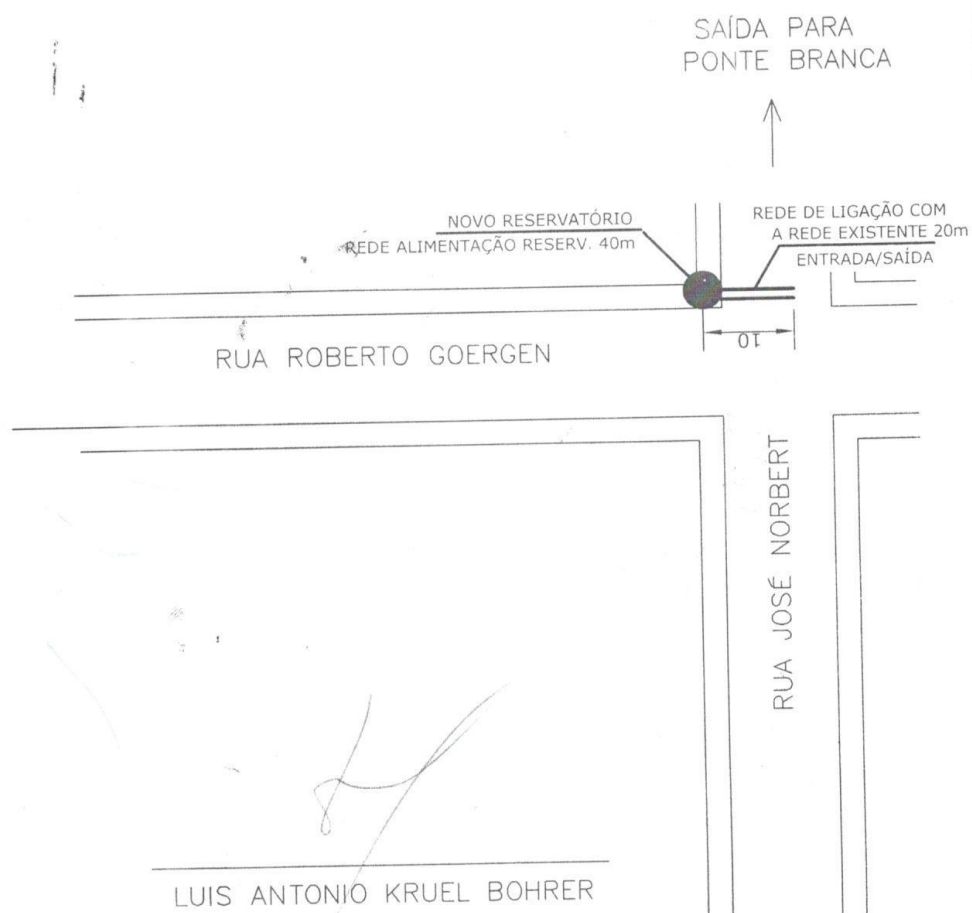 SAÍDA PARA
PONTE BRANCA
NOVO RESERVATÓRIO
REDE ALIMENTAÇÃO RESERV. 40m
REDE DE LIGAÇÃO COM
A REDE EXISTENTE 20m
ENTRADA/SAÍDA
10
RUA ROBERTO GOERGEN
RUA JOSÉ NORBERT
LUIS ANTONIO KRUEL BOHRER